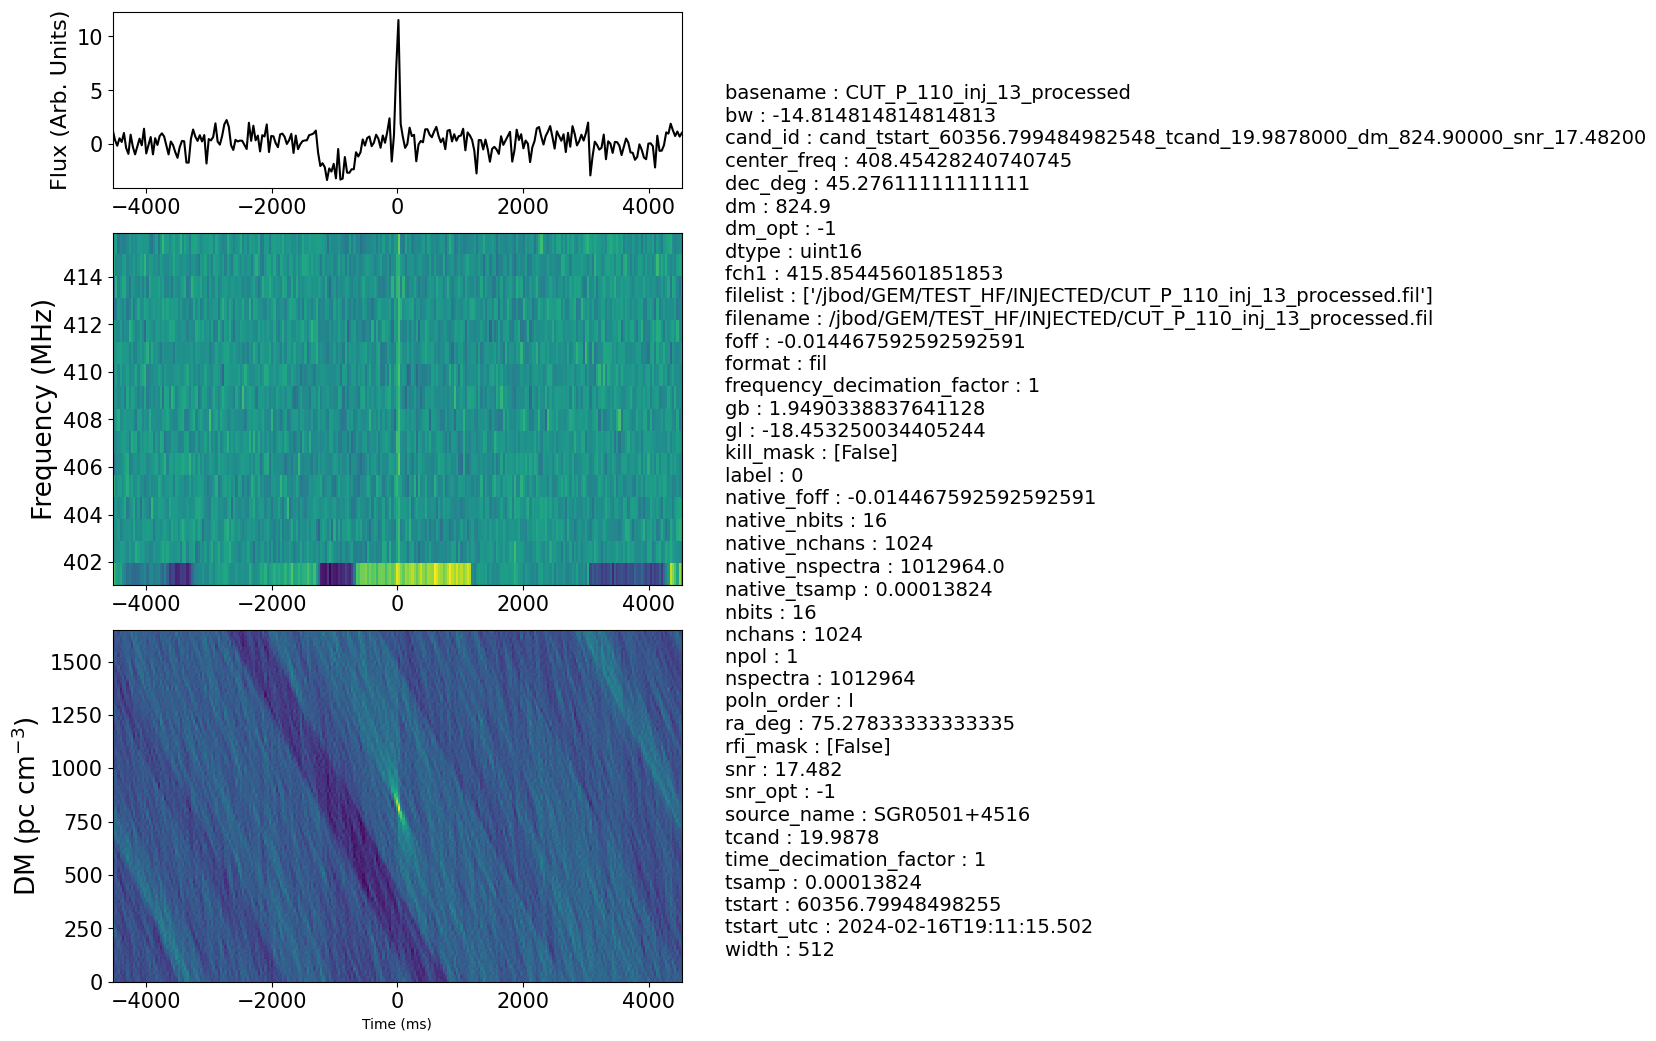 Flux (Arb. Units)
10
5
0
−4000 −2000 0 2000 4000
Frequency (MHz)
414
412
410
408
406
404
402
−4000 −2000 0 2000 4000
DM (pc cm−3)
1500
1250
1000
750
500
250
0
−4000 −2000 0 2000 4000
Time (ms)
basename : CUT_P_110_inj_13_processed
bw : -14.814814814814813
cand_id : cand_tstart_60356.799484982548_tcand_19.9878000_dm_824.90000_snr_17.48200
center_freq : 408.45428240740745
dec_deg : 45.27611111111111
dm : 824.9
dm_opt : -1
dtype : uint16
fch1 : 415.85445601851853
filelist : ['/jbod/GEM/TEST_HF/INJECTED/CUT_P_110_inj_13_processed.fil']
filename : /jbod/GEM/TEST_HF/INJECTED/CUT_P_110_inj_13_processed.fil
foff : -0.014467592592592591
format : fil
frequency_decimation_factor : 1
gb : 1.9490338837641128
gl : -18.453250034405244
kill_mask : [False]
label : 0
native_foff : -0.014467592592592591
native_nbits : 16
native_nchans : 1024
native_nspectra : 1012964.0
native_tsamp : 0.00013824
nbits : 16
nchans : 1024
npol : 1
nspectra : 1012964
poln_order : I
ra_deg : 75.27833333333335
rfi_mask : [False]
snr : 17.482
snr_opt : -1
source_name : SGR0501+4516
tcand : 19.9878
time_decimation_factor : 1
tsamp : 0.00013824
tstart : 60356.79948498255
tstart_utc : 2024-02-16T19:11:15.502
width : 512